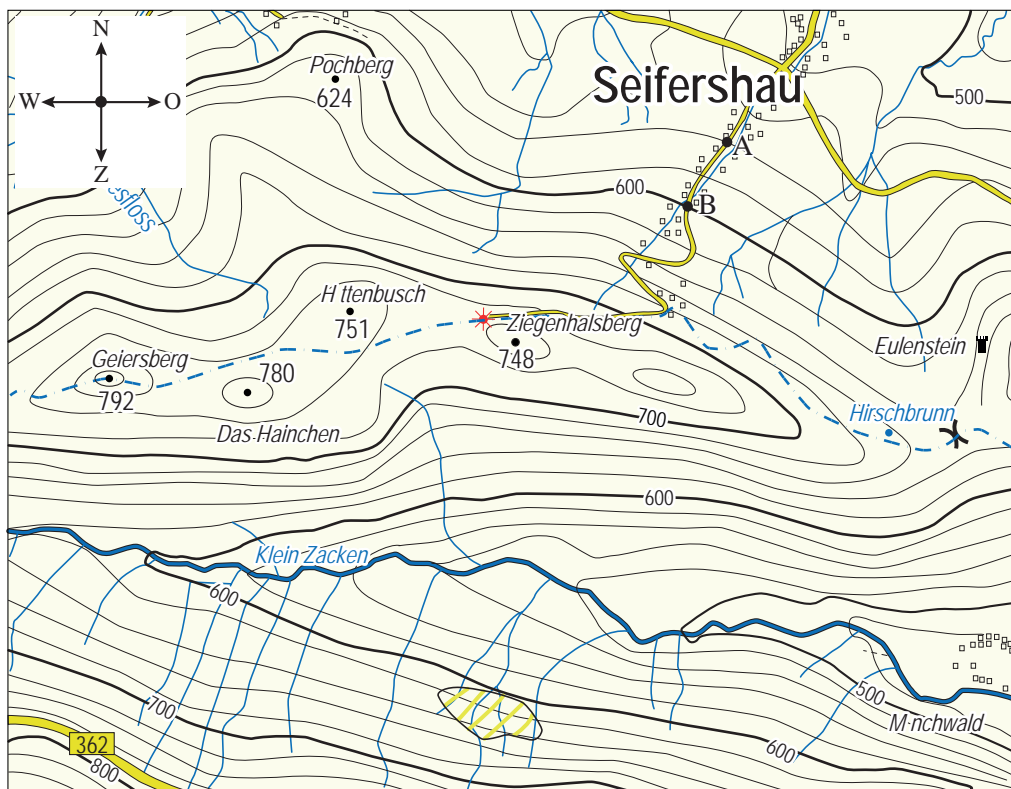 N
W
O
Z
Pochberg
624
Seifershau
500
A
600
B
H ttenbusch
751
Ziegenhalsberg
748
Eulenstein
Geiersberg
792
780
Das Hainchen
700
Hirschbrunn
600
Klein Zacken
600
700
500
M nchwald
362
800
600